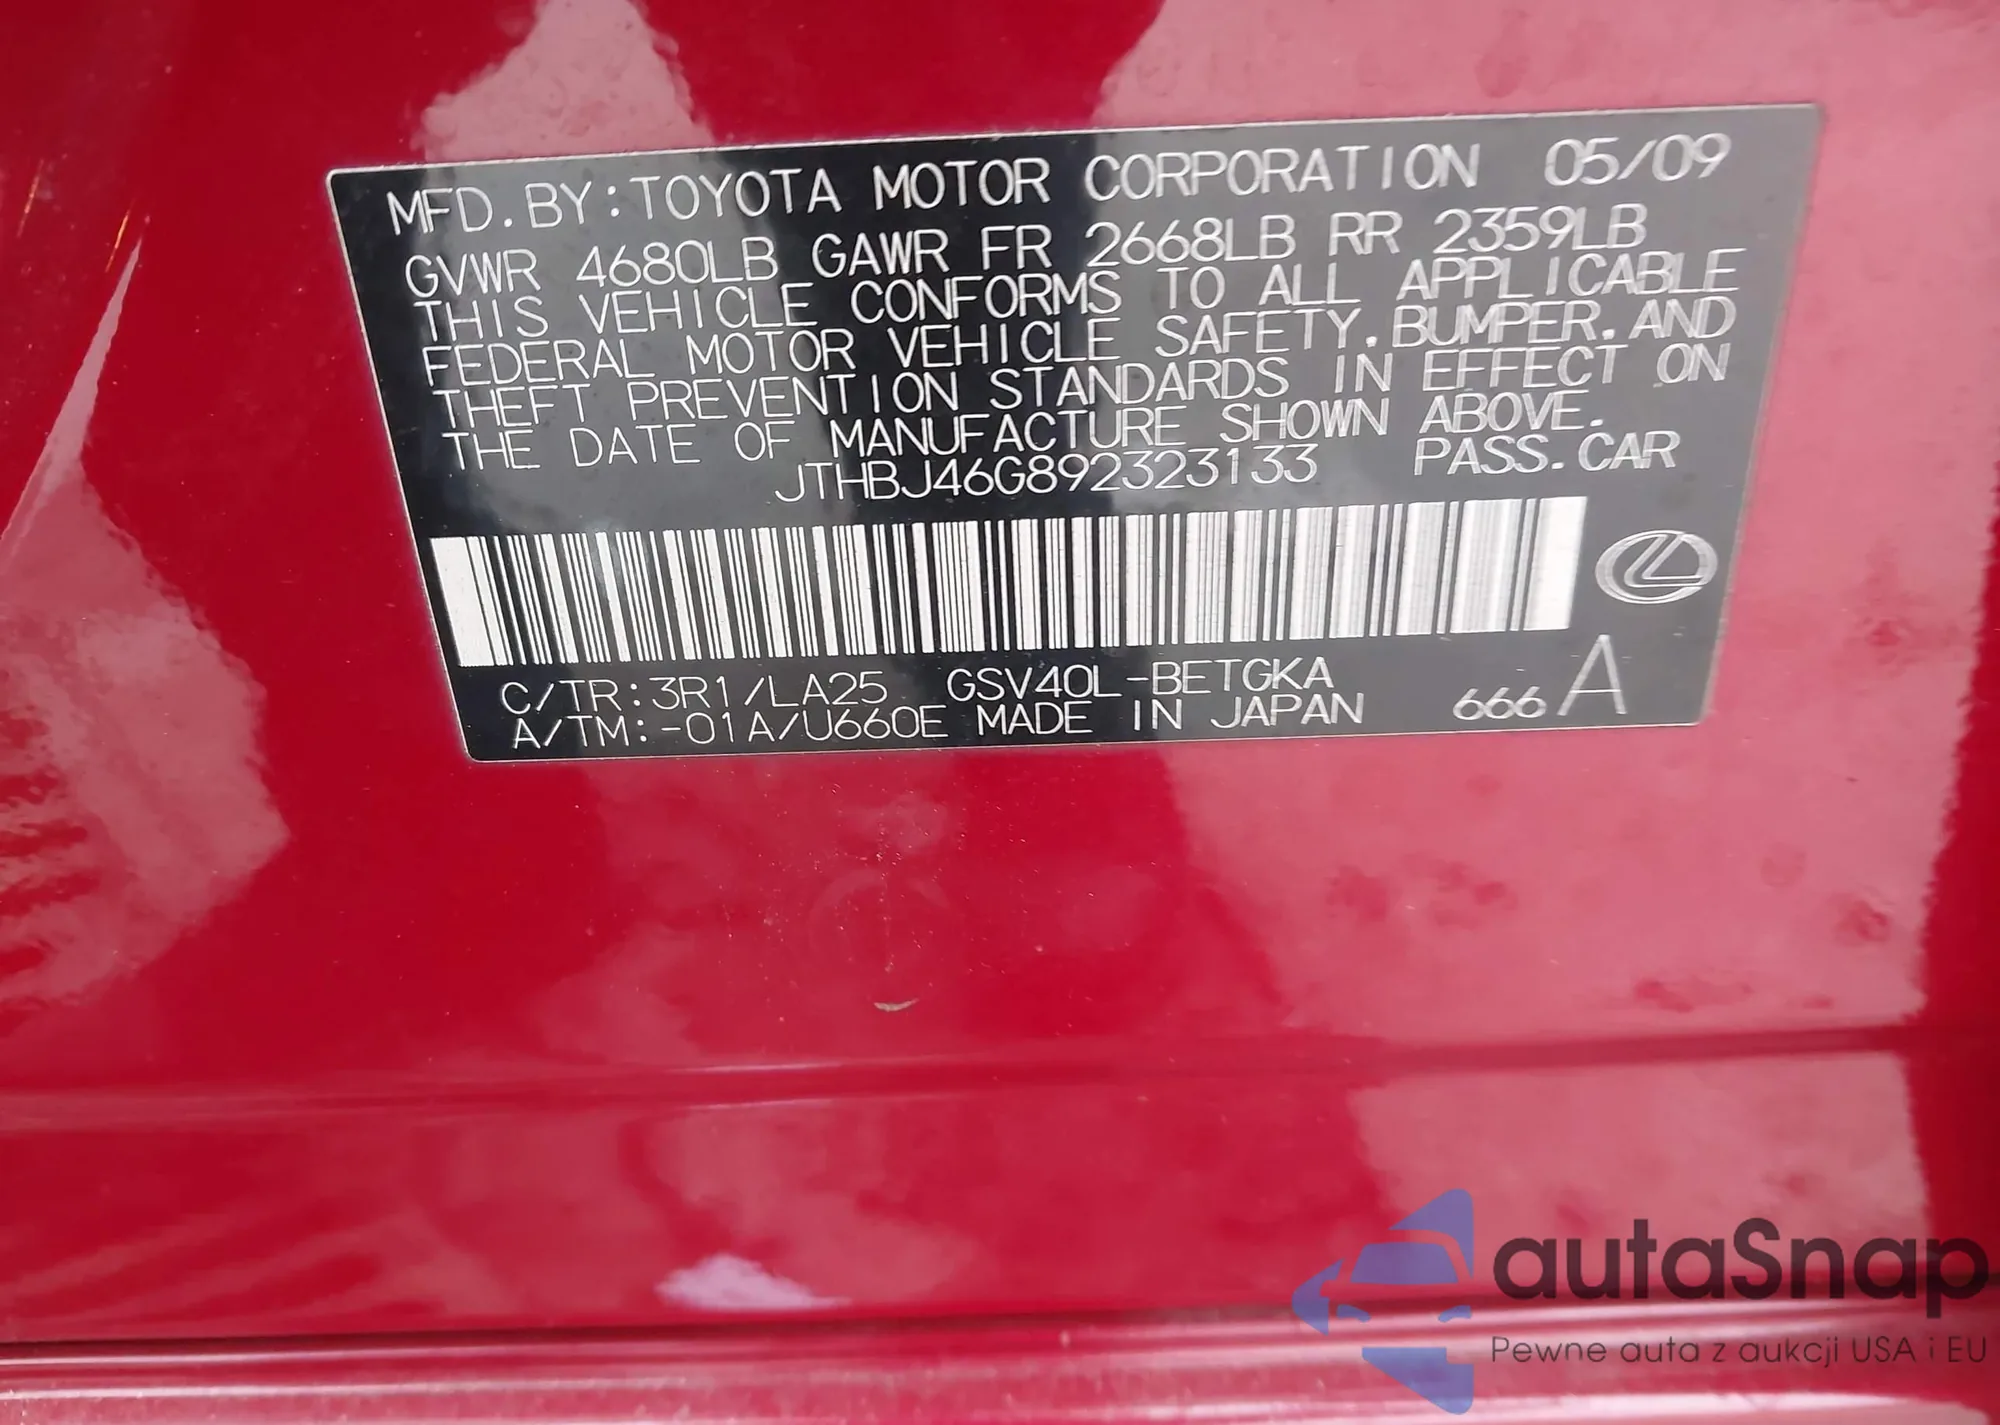 MFD. BY: TOYOTA MOTOR CORPORATION 05/09
GVWR 4680LB GAWR FR 2668LB RR 2359LB
THIS VEHICLE CONFORMS TO ALL APPLICABLE
FEDERAL MOTOR VEHICLE SAFETY, BUMPER, AND
THEFT PREVENTION STANDARDS IN EFFECT ON
THE DATE OF MANUFACTURE SHOWN ABOVE.
JTHBJ46G892323133 PASS. CAR
C/TR:3R1/LA25 GSV40L-BETGKA
A/TM:-01A/U660E MADE IN JAPAN 666 A
autaSnap
Pewne auta z aukcji USA i EU